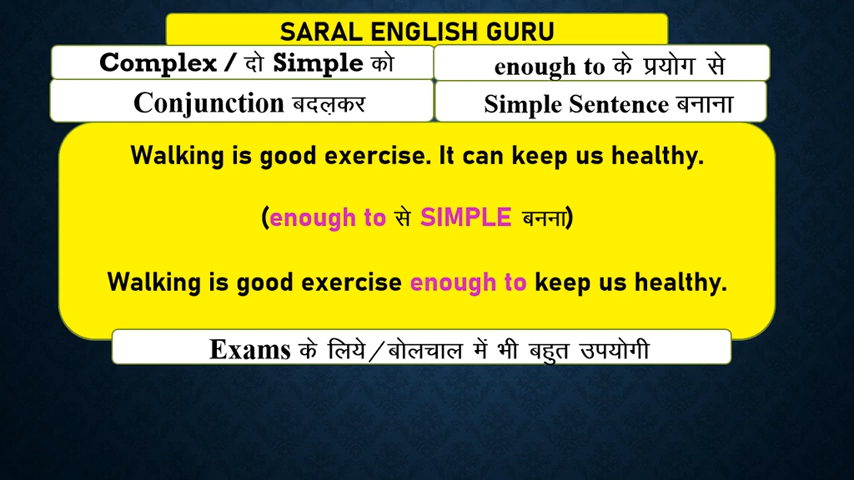 SARAL ENGLISH GURU
Complex / दो Simple को
enough to के प्रयोग से
Conjunction बदल़कर
Simple Sentence बनाना
Walking is good exercise. It can keep us healthy.
(enough to से SIMPLE बनना)
Walking is good exercise enough to keep us healthy.
Exams के लिये/बोलचाल में भी बहुत उपयोगी